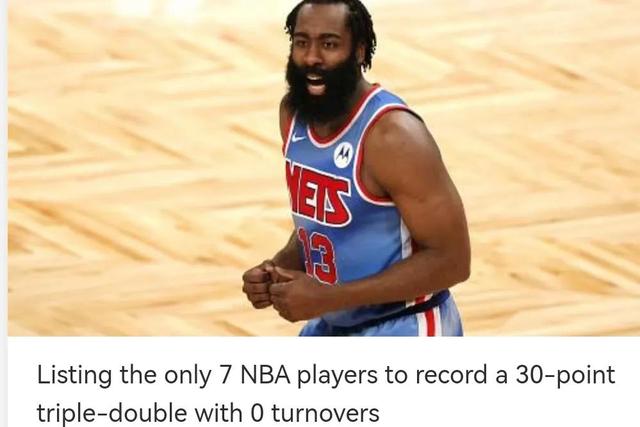 NETS
13
Listing the only 7 NBA players to record a 30-point
triple-double with 0 turnovers